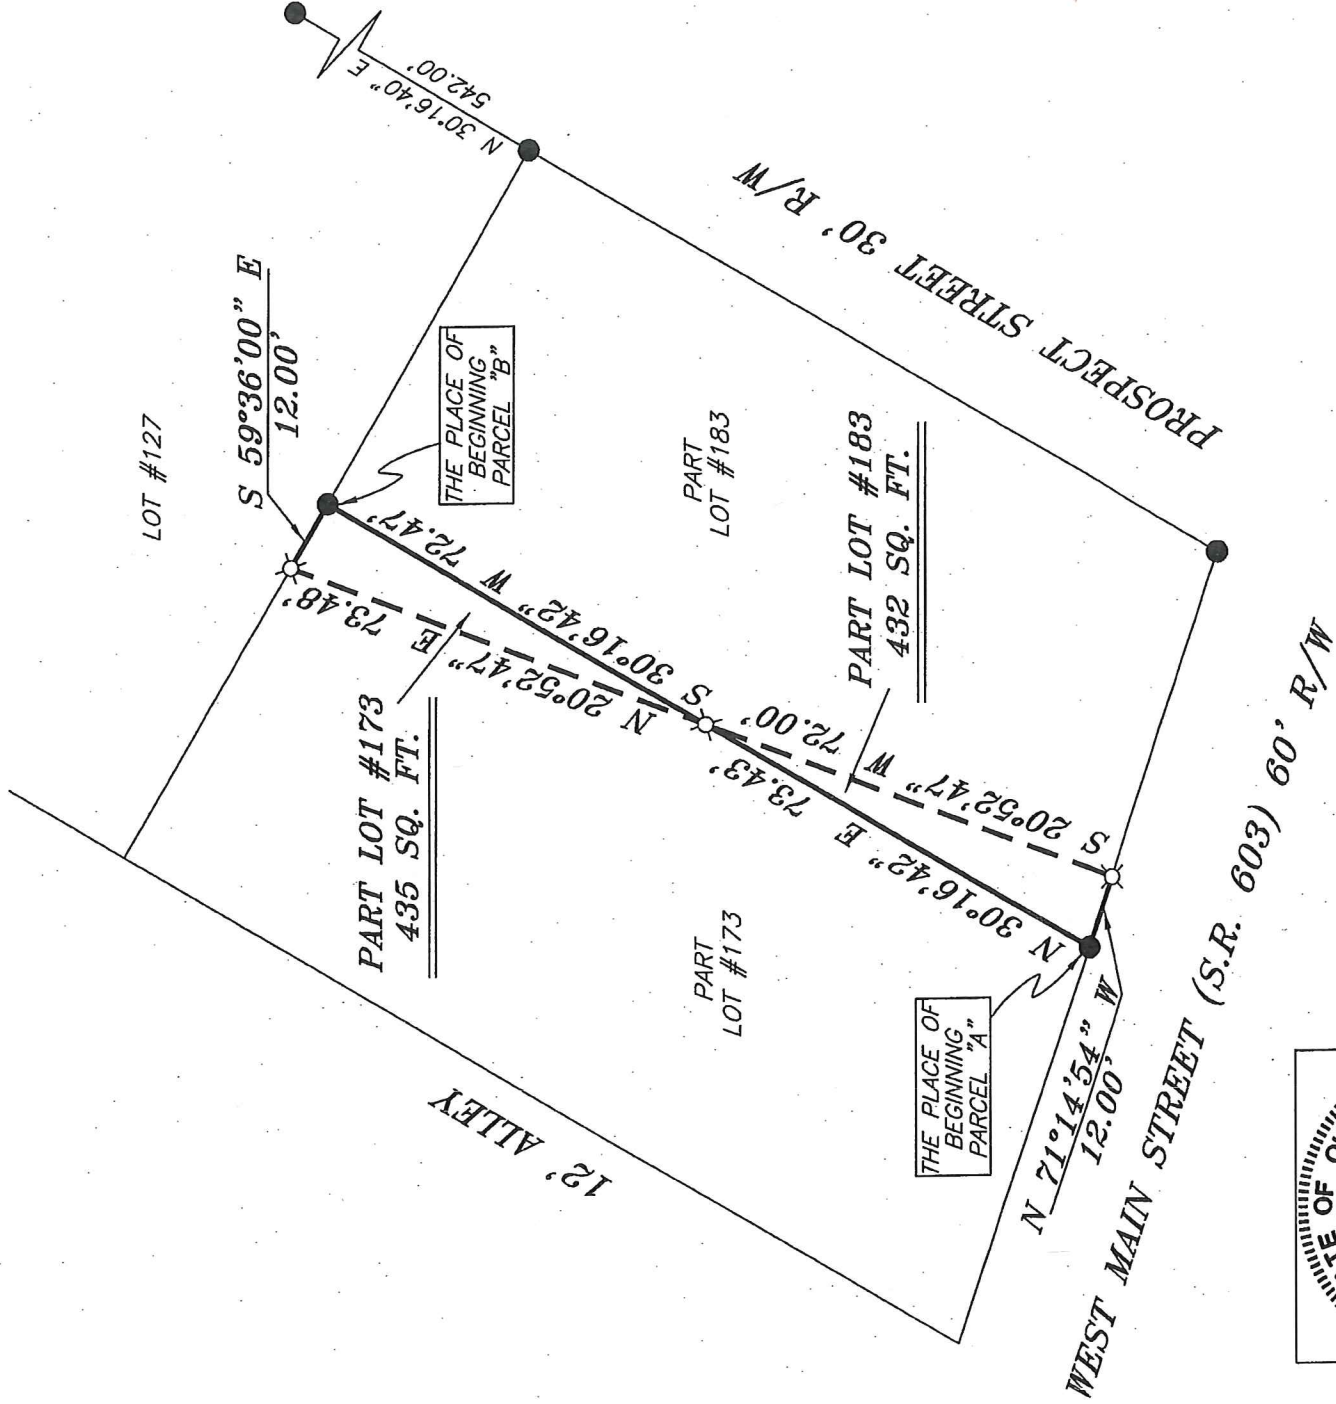 N 30°16'40" E
542.00'
PROSPECT STREET 30' R/W
S 59°36'00" E
12.00'
LOT #127
THE PLACE OF
BEGINNING
PARCEL "B"
PART
LOT #183
PART LOT #183
432 SQ. FT.
S 30°16'42" W 72.47'
N 20°52'47" E 73.48'
PART LOT #173
435 SQ. FT.
N 30°16'42" E 73.43'
S 20°52'47" W 72.00'
PART
LOT #173
THE PLACE OF
BEGINNING
PARCEL "A"
N 71°14'54" W
12.00'
12' ALLEY
WEST MAIN STREET (S.R. 603) 60' R/W
OF